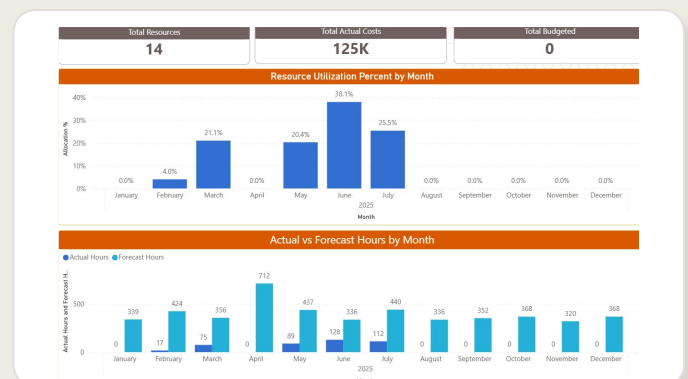 Total Resources
14
Total Actual Costs
125K
Total Budgeted
0
Resource Utilization Percent by Month
Allocation %
40%
30%
20%
10%
0%
0.0% 4.0% 21.1% 0.0% 20.4% 38.1% 25.5% 0.0% 0.0% 0.0% 0.0% 0.0%
January February March April May June July August September October November December
2025
Month
Actual vs Forecast Hours by Month
Actual Hours Forecast Hours
Actual Hours and Forecast H...
500
0
0 339 17 424 75 356 0 712 89 437 128 336 112 440 0 336 0 352 0 368 0 320 0 368
January February March April May June July August September October November December
2025